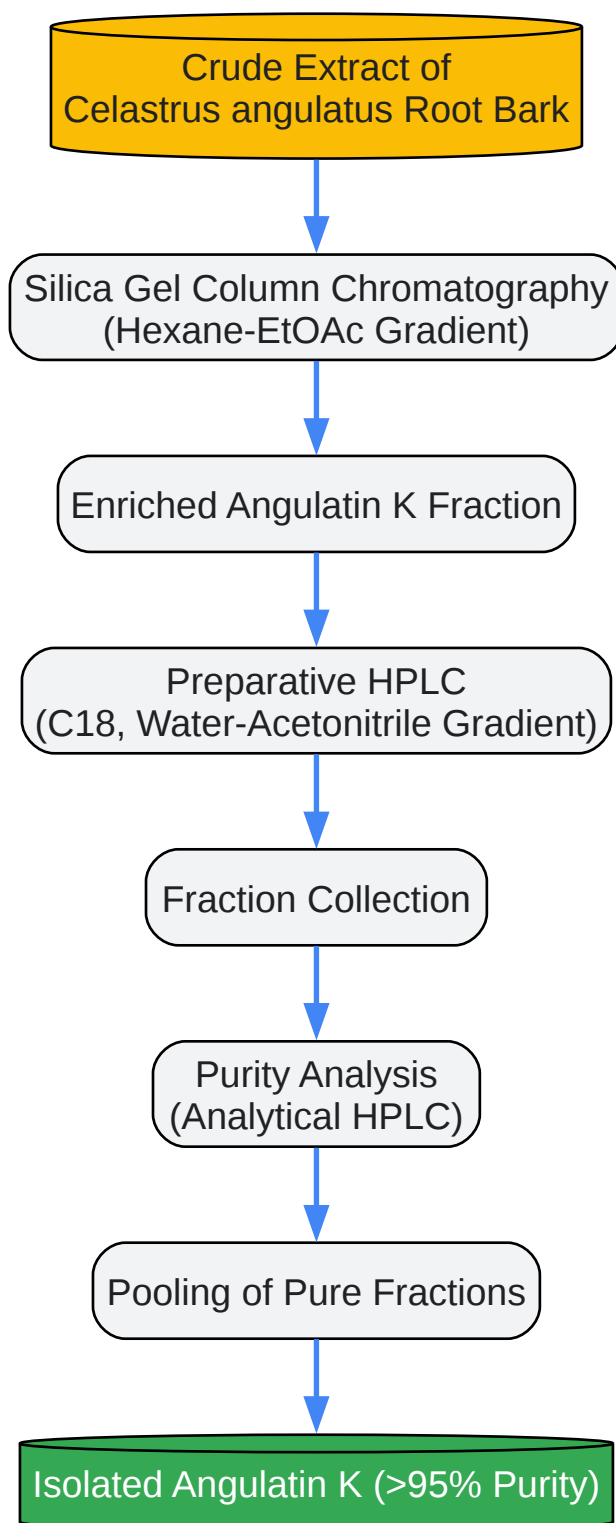 Crude Extract of
Celastrus angulatus Root Bark
Silica Gel Column Chromatography
(Hexane-EtOAc Gradient)
Enriched Angulatin K Fraction
Preparative HPLC
(C18, Water-Acetonitrile Gradient)
Fraction Collection
Purity Analysis
(Analytical HPLC)
Pooling of Pure Fractions
Isolated Angulatin K (>95% Purity)